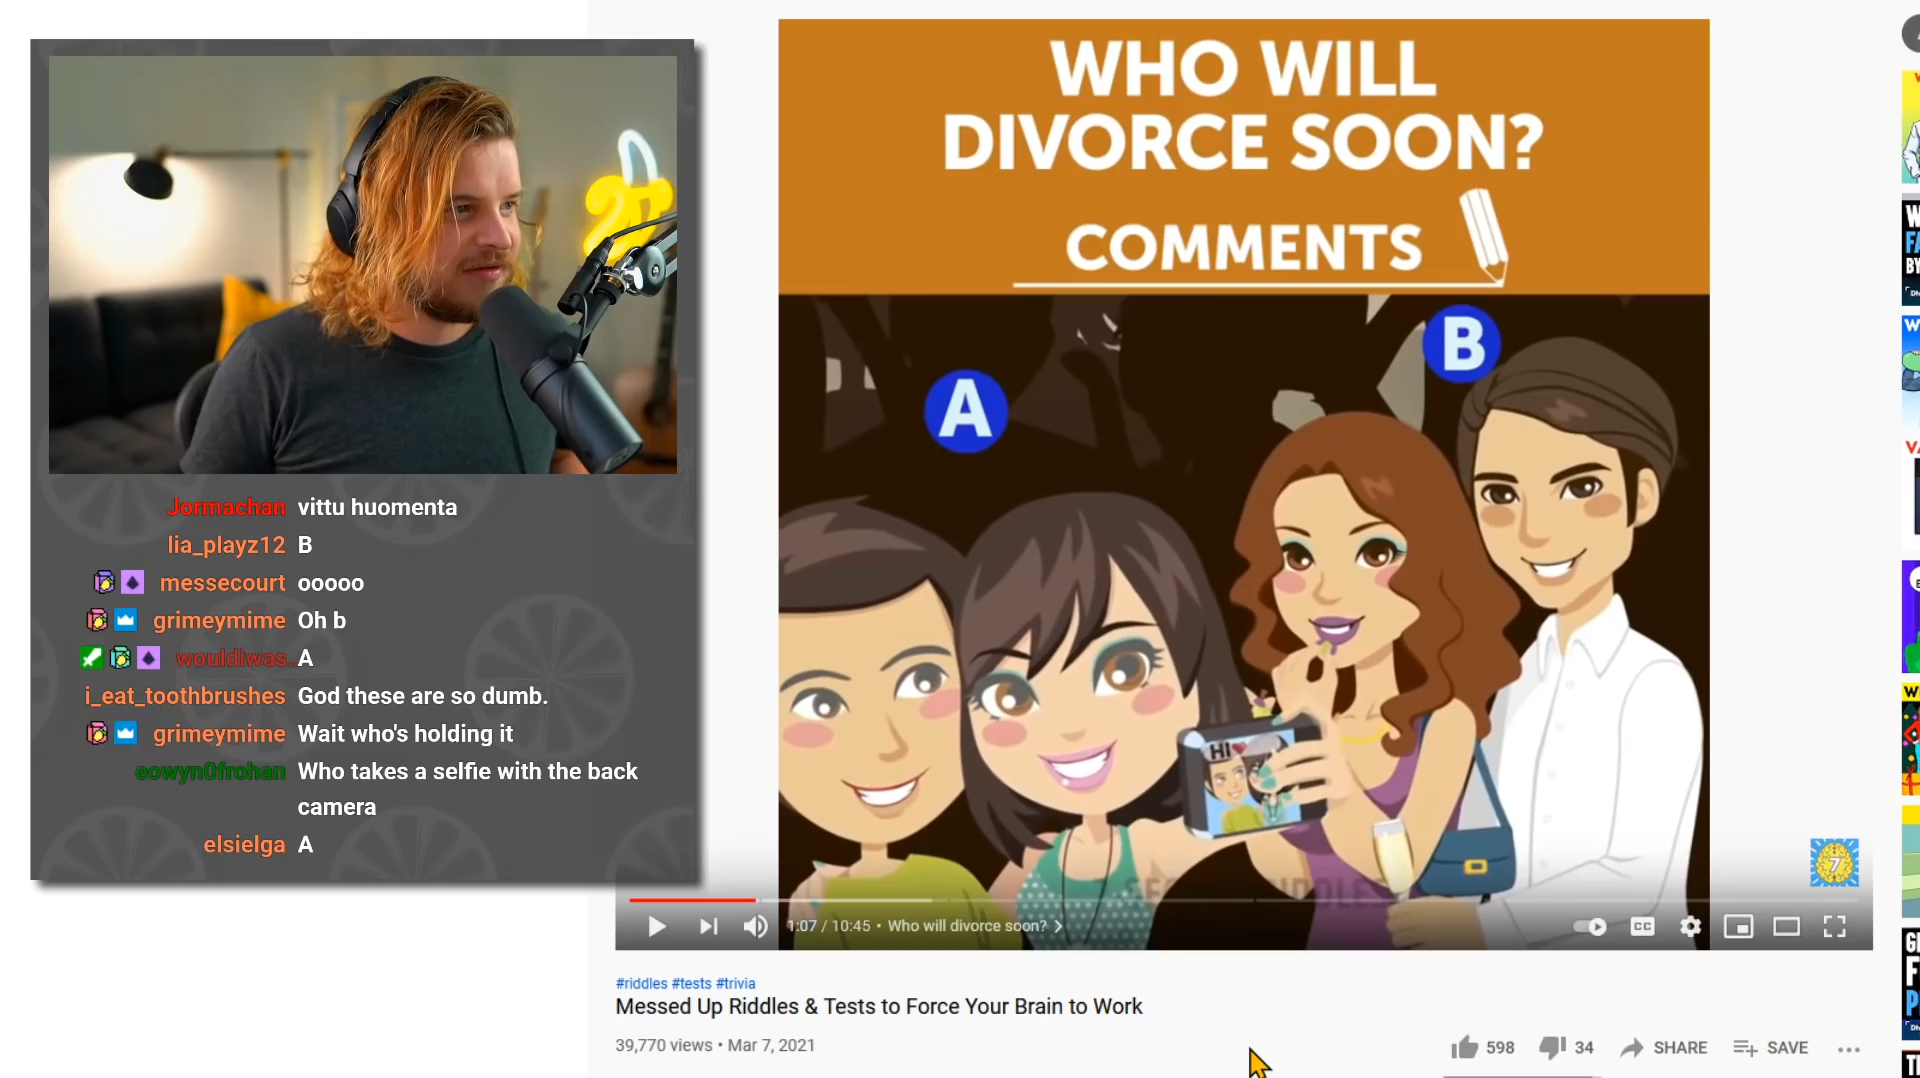 WHO WILL
DIVORCE SOON?
COMMENTS
A
B
HI
Jormachan vittu huomenta
lia_playz12 B
messecourt ooooo
grimeymime Oh b
wouldiwas.. A
i_eat_toothbrushes God these are so dumb.
grimeymime Wait who's holding it
eowyn0frohan Who takes a selfie with the back
camera
elsielga A
7
1:07 / 10:45 • Who will divorce soon? >
CC
#riddles #tests #trivia
Messed Up Riddles & Tests to Force Your Brain to Work
39,770 views • Mar 7, 2021
598 34 SHARE SAVE